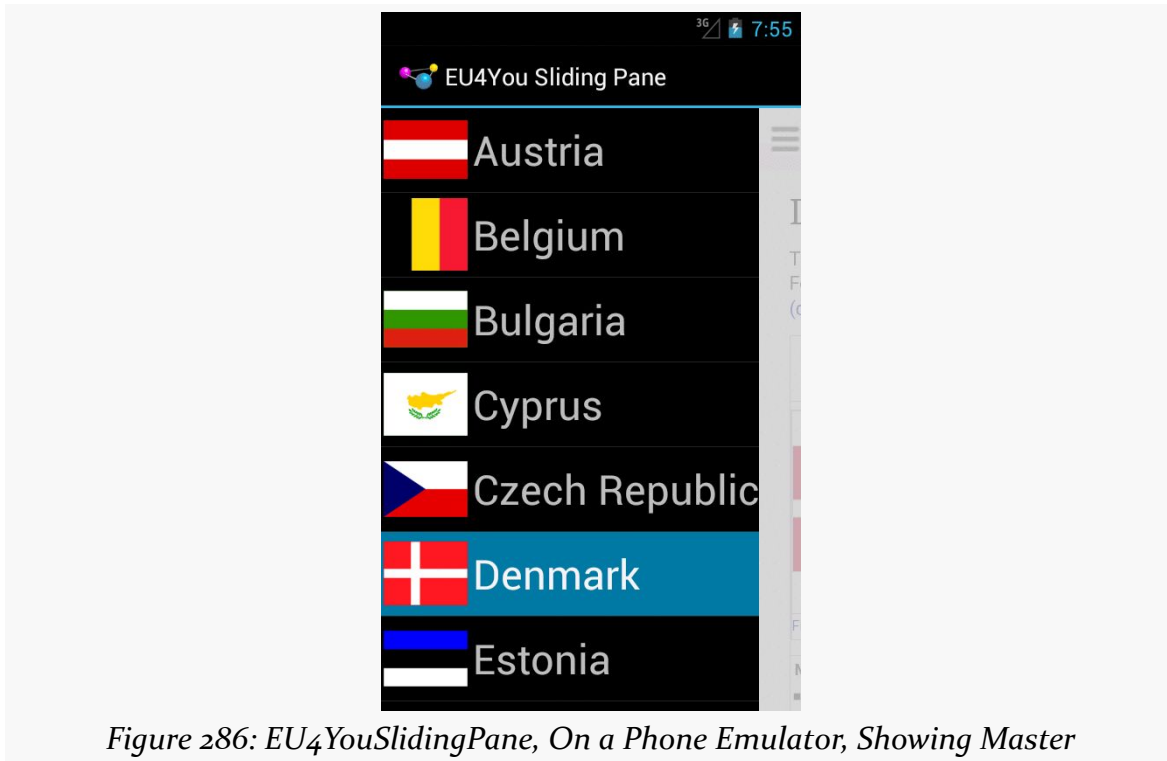 3G 7:55
EU4You Sliding Pane
Austria
Belgium
Bulgaria
Cyprus
Czech Republic
Denmark
Estonia
Figure 286: EU4YouSlidingPane, On a Phone Emulator, Showing Master